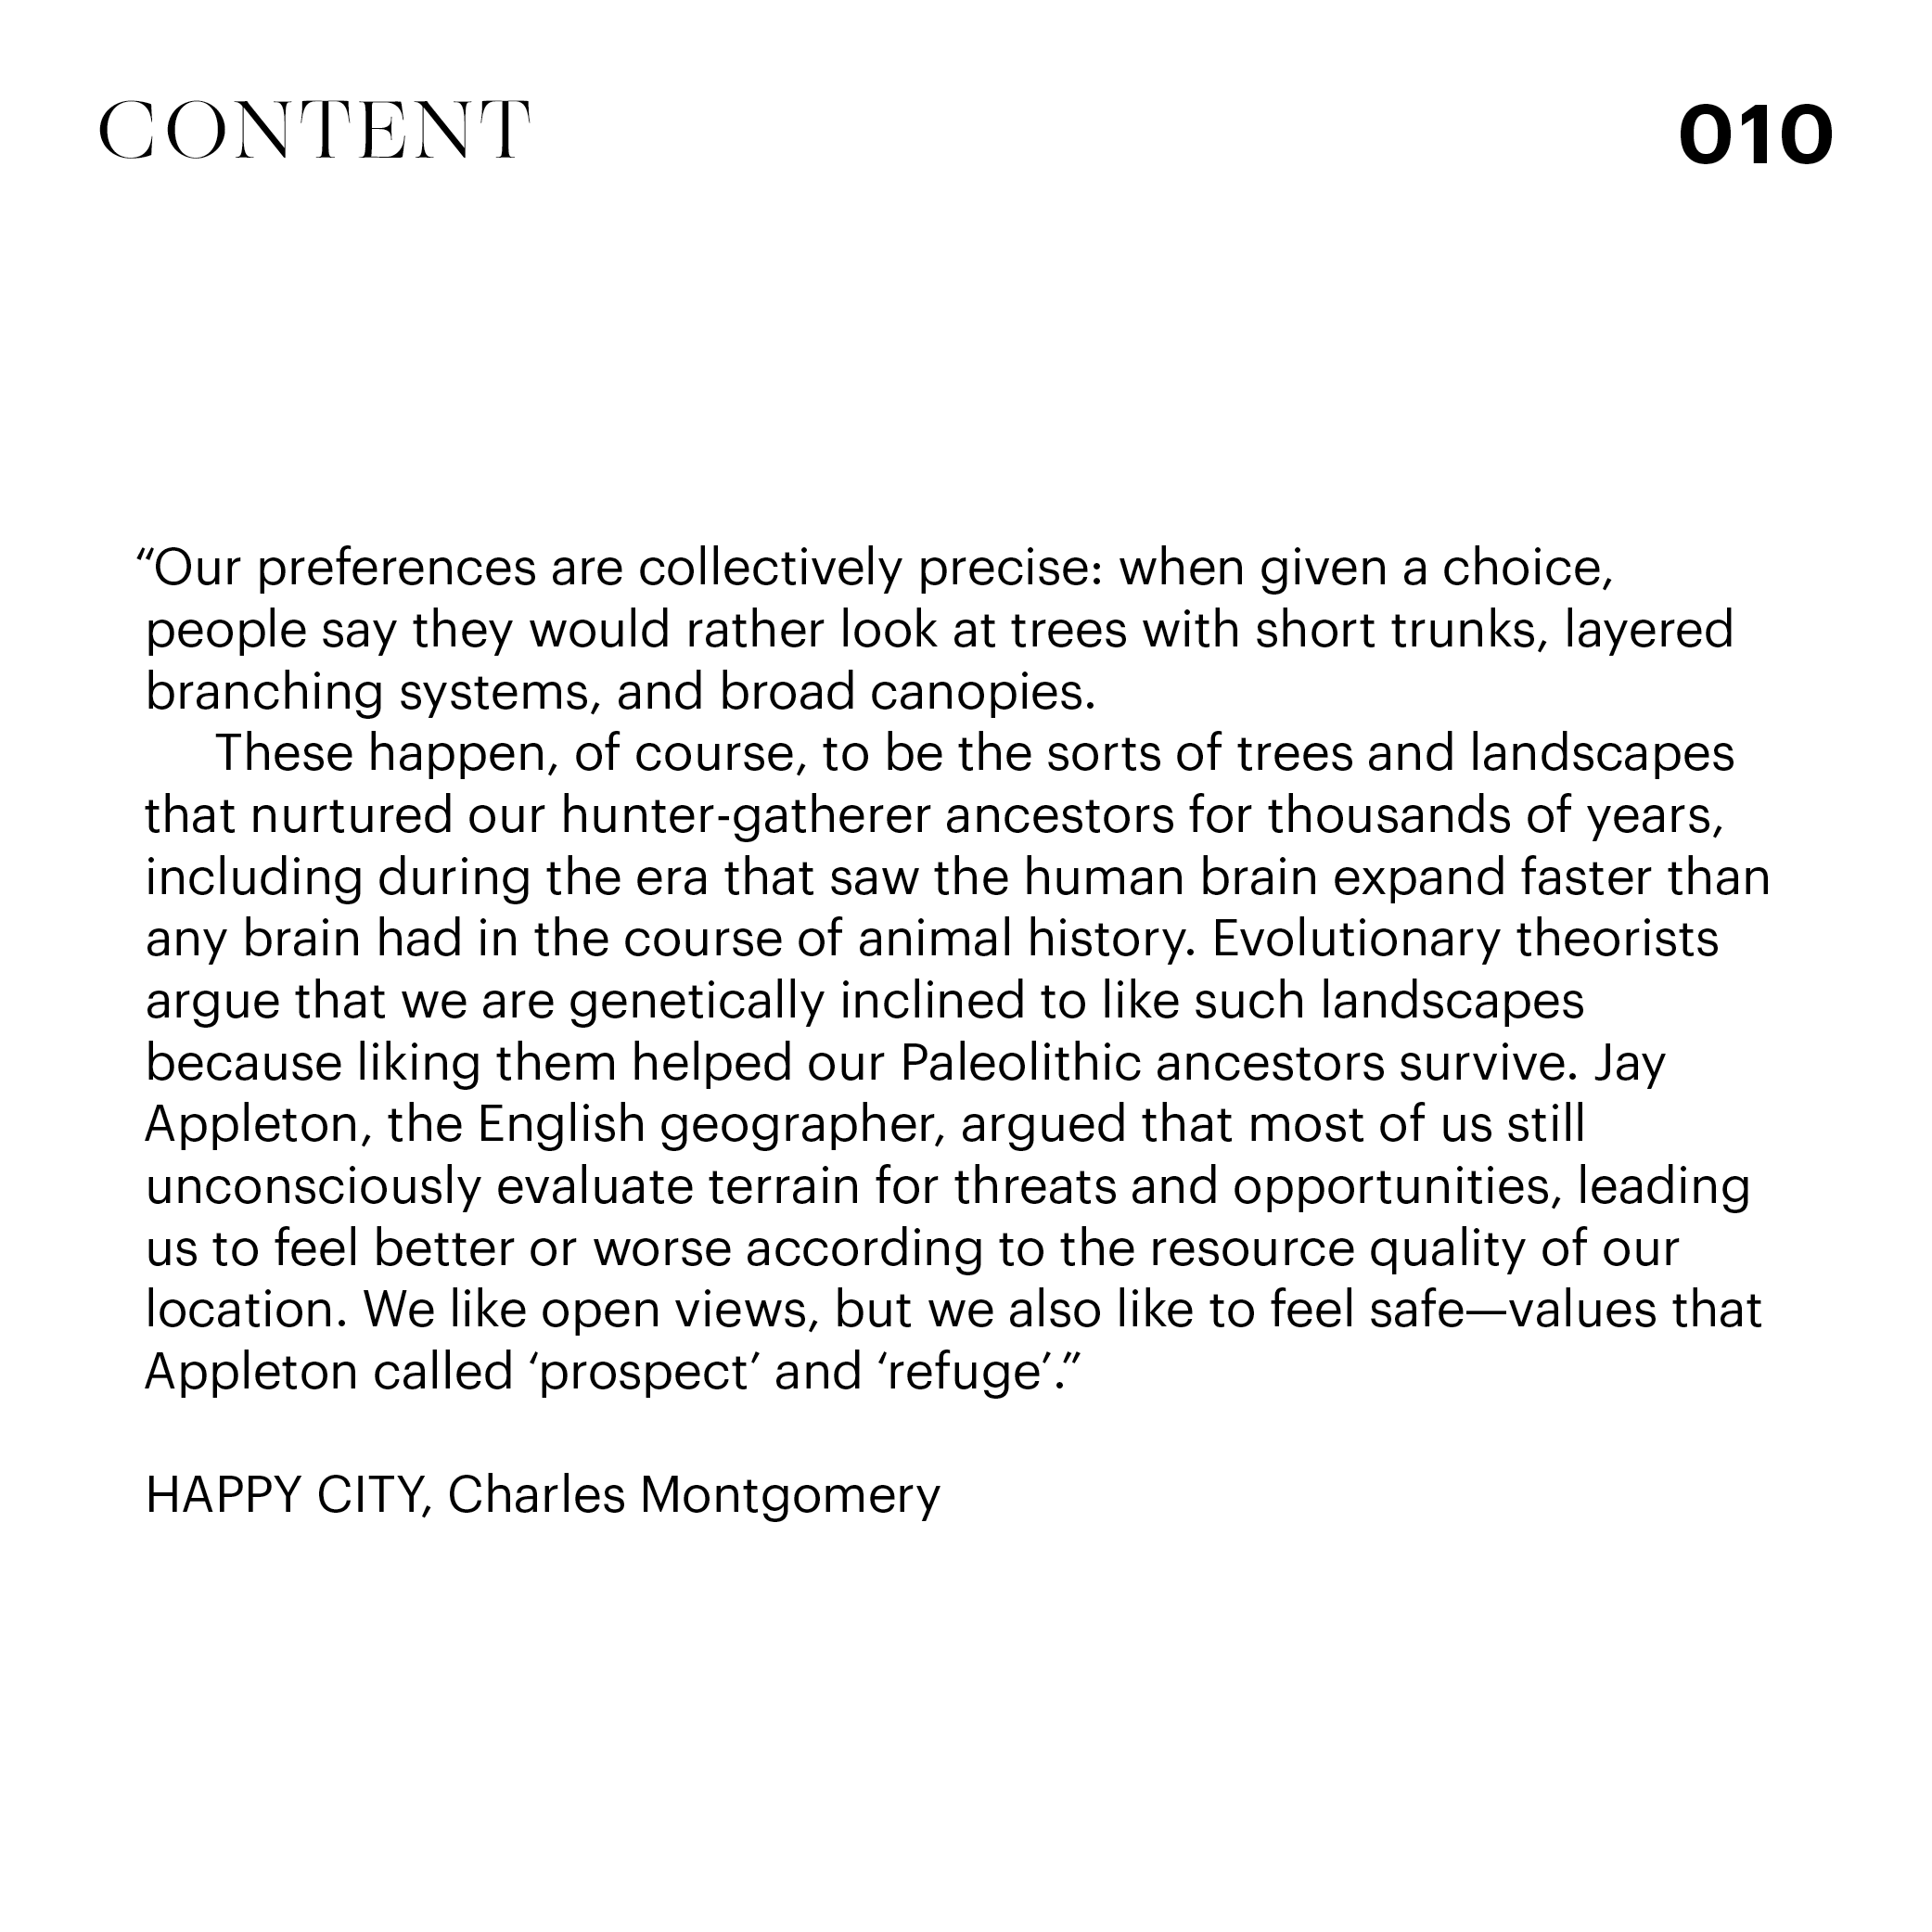 CONTENT
010
“Our preferences are collectively precise: when given a choice,
people say they would rather look at trees with short trunks, layered
branching systems, and broad canopies.
These happen, of course, to be the sorts of trees and landscapes
that nurtured our hunter-gatherer ancestors for thousands of years,
including during the era that saw the human brain expand faster than
any brain had in the course of animal history. Evolutionary theorists
argue that we are genetically inclined to like such landscapes
because liking them helped our Paleolithic ancestors survive. Jay
Appleton, the English geographer, argued that most of us still
unconsciously evaluate terrain for threats and opportunities, leading
us to feel better or worse according to the resource quality of our
location. We like open views, but we also like to feel safe—values that
Appleton called ‘prospect’ and ‘refuge’.”
HAPPY CITY, Charles Montgomery